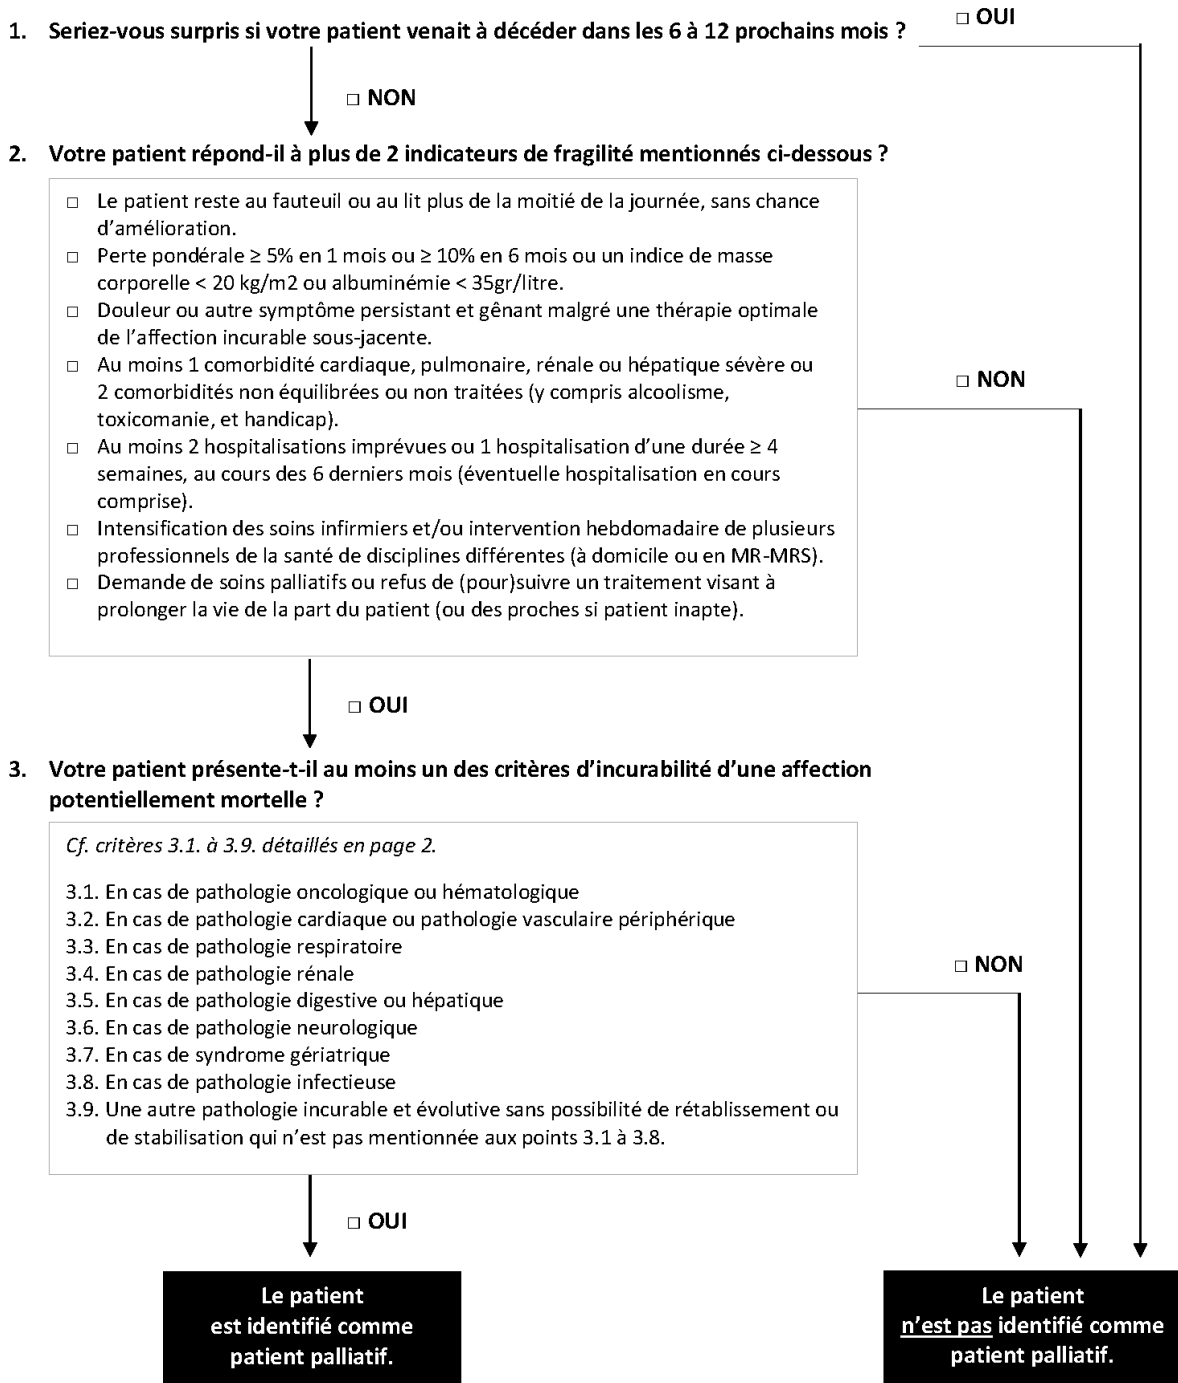 □ OUI
1. Seriez-vous surpris si votre patient venait à décéder dans les 6 à 12 prochains mois ?
□ NON
2. Votre patient répond-il à plus de 2 indicateurs de fragilité mentionnés ci-dessous ?
□ Le patient reste au fauteuil ou au lit plus de la moitié de la journée, sans chance
d’amélioration.
□ Perte pondérale ≥ 5% en 1 mois ou ≥ 10% en 6 mois ou un indice de masse
corporelle < 20 kg/m2 ou albuminémie < 35gr/litre.
□ Douleur ou autre symptôme persistant et gênant malgré une thérapie optimale
de l’affection incurable sous-jacente.
□ Au moins 1 comorbidité cardiaque, pulmonaire, rénale ou hépatique sévère ou
2 comorbidités non équilibrées ou non traitées (y compris alcoolisme,
toxicomanie, et handicap).
□ Au moins 2 hospitalisations imprévues ou 1 hospitalisation d’une durée ≥ 4
semaines, au cours des 6 derniers mois (éventuelle hospitalisation en cours
comprise).
□ Intensification des soins infirmiers et/ou intervention hebdomadaire de plusieurs
professionnels de la santé de disciplines différentes (à domicile ou en MR-MRS).
□ Demande de soins palliatifs ou refus de (pour)suivre un traitement visant à
prolonger la vie de la part du patient (ou des proches si patient inapte).
□ NON
□ OUI
3. Votre patient présente-t-il au moins un des critères d’incurabilité d’une affection
potentiellement mortelle ?
Cf. critères 3.1. à 3.9. détaillés en page 2.
3.1. En cas de pathologie oncologique ou hématologique
3.2. En cas de pathologie cardiaque ou pathologie vasculaire périphérique
3.3. En cas de pathologie respiratoire
3.4. En cas de pathologie rénale
3.5. En cas de pathologie digestive ou hépatique
3.6. En cas de pathologie neurologique
3.7. En cas de syndrome gériatrique
3.8. En cas de pathologie infectieuse
3.9. Une autre pathologie incurable et évolutive sans possibilité de rétablissement ou
de stabilisation qui n’est pas mentionnée aux points 3.1 à 3.8.
□ NON
□ OUI
Le patient
est identifié comme
patient palliatif.
Le patient
n’est pas identifié comme
patient palliatif.